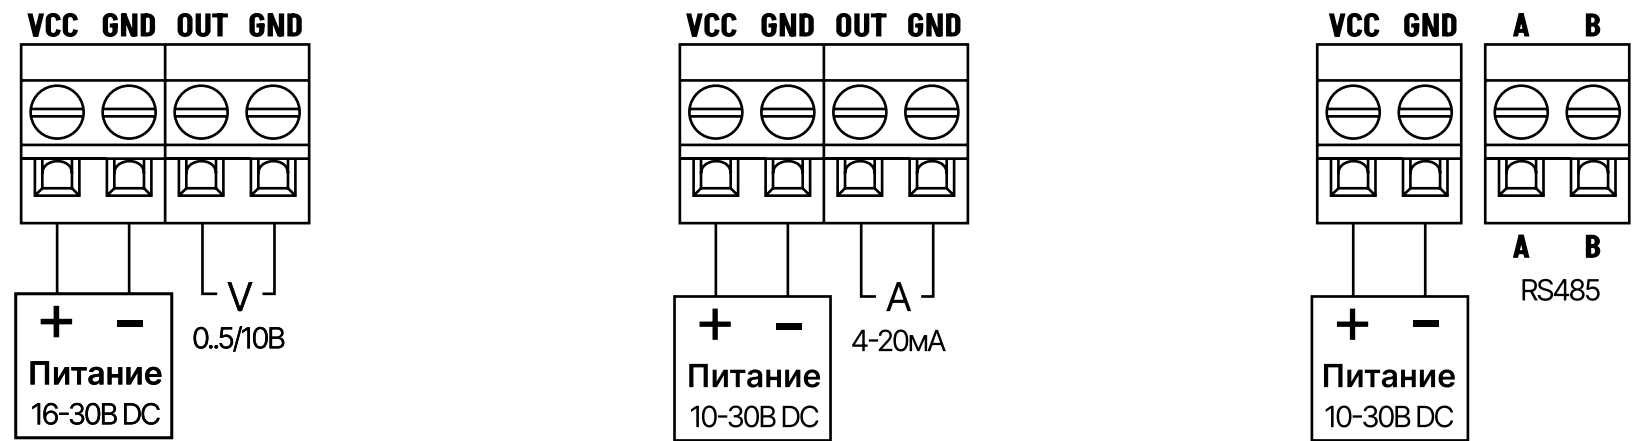 VCC GND OUT GND
V
0..5/10В
+ −
Питание
16-30В DC
VCC GND OUT GND
A
4-20мА
+ −
Питание
10-30В DC
VCC GND A B
A B
RS485
+ −
Питание
10-30В DC